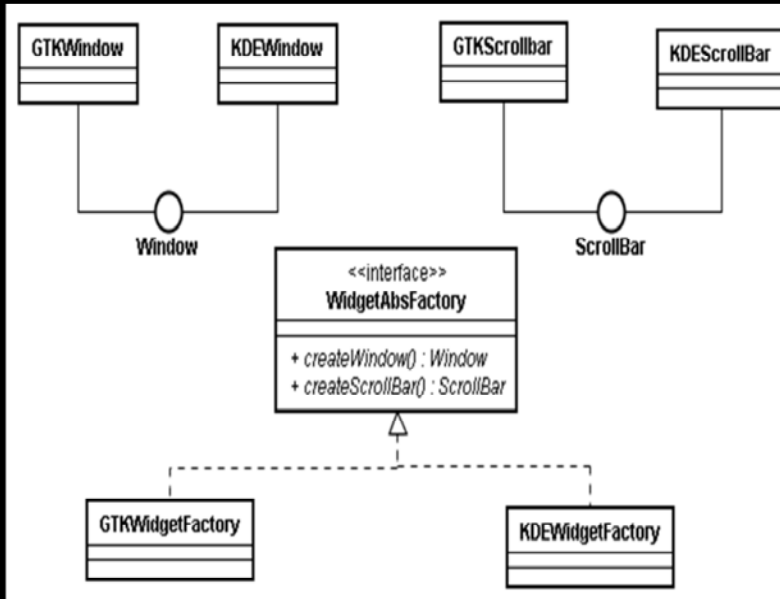 GTKWindow
KDEWindow
GTKScrollbar
KDEScrollBar
Window
ScrollBar
<<interface>>
WidgetAbsFactory
+ createWindow() : Window
+ createScrollBar() : ScrollBar
GTKWidgetFactory
KDEWidgetFactory